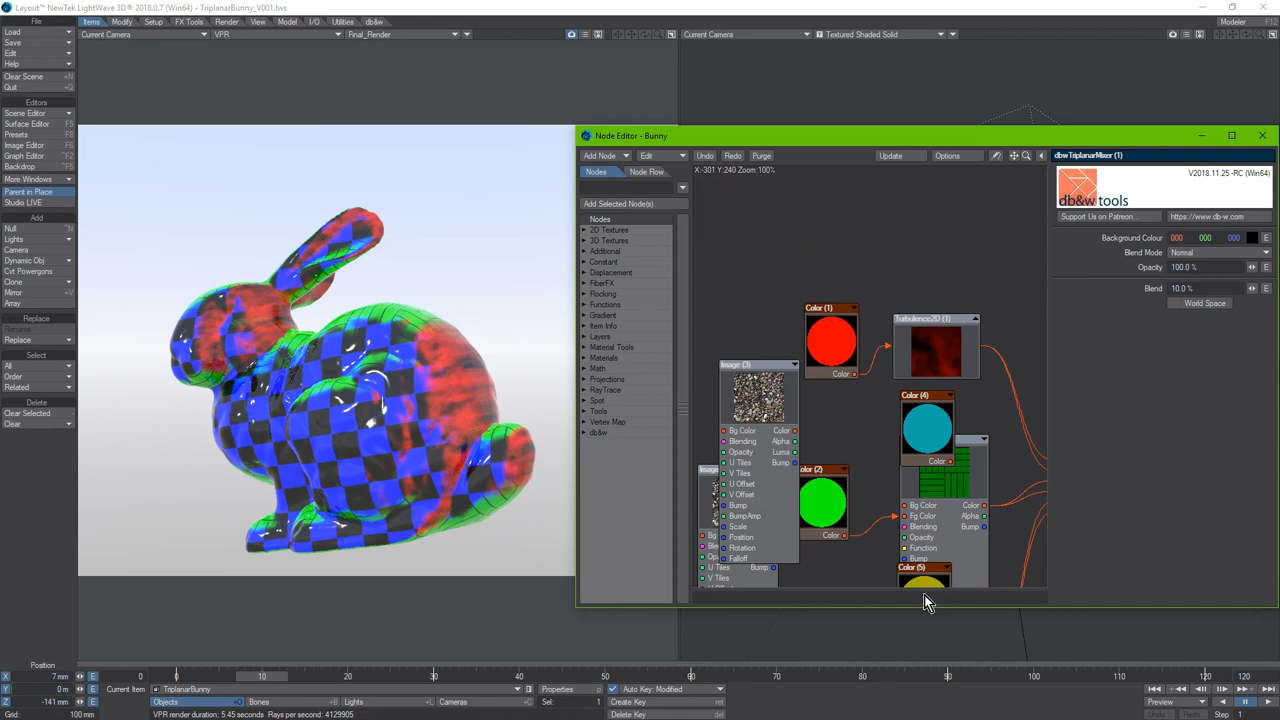 Layout™ NewTek LightWave 3D® 2018.0.7 (Win64) - TriplanarBunny_V001.lws
File
Items Modify Setup FX Tools Render View Model I/O Utilities db&w Modeler
Load
Save
Edit
Help
Clear Scene +N
Quit +Q
Current Camera VPR Final_Render Current Camera Textured Shaded Solid
Editors
Scene Editor
Surface Editor ^F3
Presets F8
Image Editor ^F4
Graph Editor ^F2
Backdrop ^F5
More Windows
Parent in Place
Studio LIVE
Add
Null ^N
Lights
Camera
Dynamic Obj
Cvt Powergons
Clone
Mirror +V
Array
Replace
Rename
Replace
Select
All
Order
Related
Delete
Clear Selected
Clear
Node Editor - Bunny
Add Node Edit Undo Redo Purge Update Options
Nodes Node Flow
X:-301 Y:240 Zoom:100%
Add Selected Node(s)
Nodes
2D Textures
3D Textures
Additional
Constant
Displacement
FiberFX
Flocking
Functions
Gradient
Item Info
Layers
Material Tools
Materials
Math
Projections
RayTrace
Spot
Tools
Vertex Map
db&w
Color (1)
Color
Turbulence2D (1)
Image (3)
Bg Color Color
Blending Alpha
Opacity Luma
U Tiles Bump
V Tiles
U Offset
V Offset
Bump
BumpAmp
Scale
Position
Rotation
Falloff
U Tiles Bump
V Tiles
Color (4)
Color
Color
Bg Color Color
Fg Color Alpha
Blending Bump
Opacity
Function
Bump
Color (5)
dbwTriplanarMixer (1)
V2018.11.25 -RC (Win64)
db&w tools
Support Us on Patreon... https://www.db-w.com
Background Colour 000 000 000 E
Blend Mode Normal
Opacity 100.0 % E
Blend 10.0 % E
World Space
0 10 20 30 40 50 60 70 80 90 100 110 120 120
Position
X 7 mm E
Y 0 m E
Z -141 mm E
Grid: 100 mm
Current Item TriplanarBunny Properties p Auto Key: Modified
Objects +O Bones +B Lights +L Cameras +C Sel: 1 Create Key ret
VPR render duration: 5.45 seconds Rays per second: 4129905 Delete Key del
Preview
Undo Redo Step 1